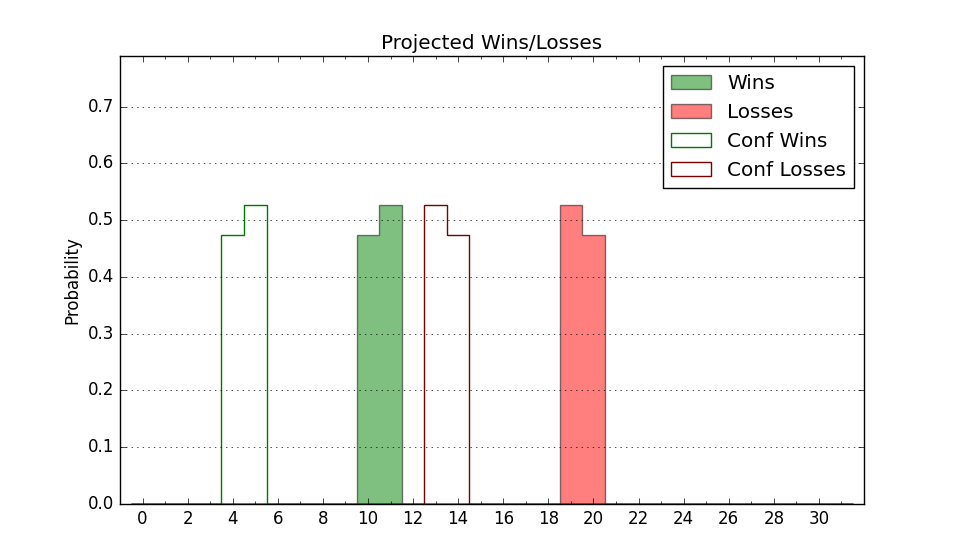 Projected Wins/Losses
Wins
Losses
Conf Wins
Conf Losses
Probability
0.7
0.6
0.5
0.4
0.3
0.2
0.1
0.0
0 2 4 6 8 10 12 14 16 18 20 22 24 26 28 30